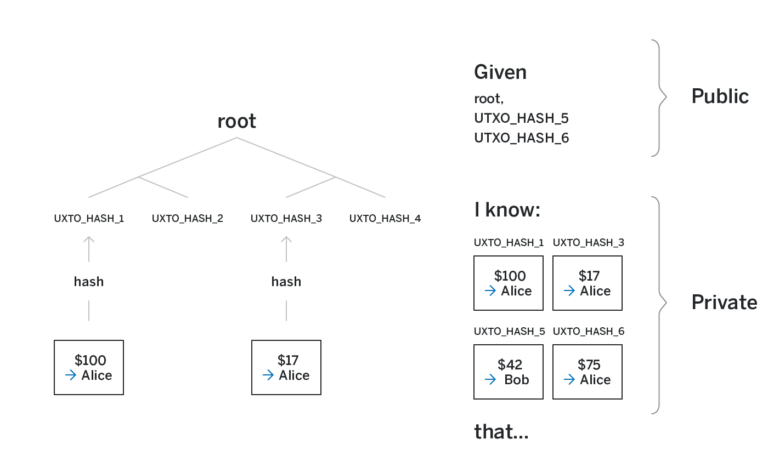 root
UXTO_HASH_1 UXTO_HASH_2 UXTO_HASH_3 UXTO_HASH_4
hash hash
$100 $17
→ Alice → Alice
Given
root,
UTXO_HASH_5
UTXO_HASH_6
Public
I know:
UXTO_HASH_1 UXTO_HASH_3
$100 $17
→ Alice → Alice
UXTO_HASH_5 UXTO_HASH_6
$42 $75
→ Bob → Alice
Private
that...